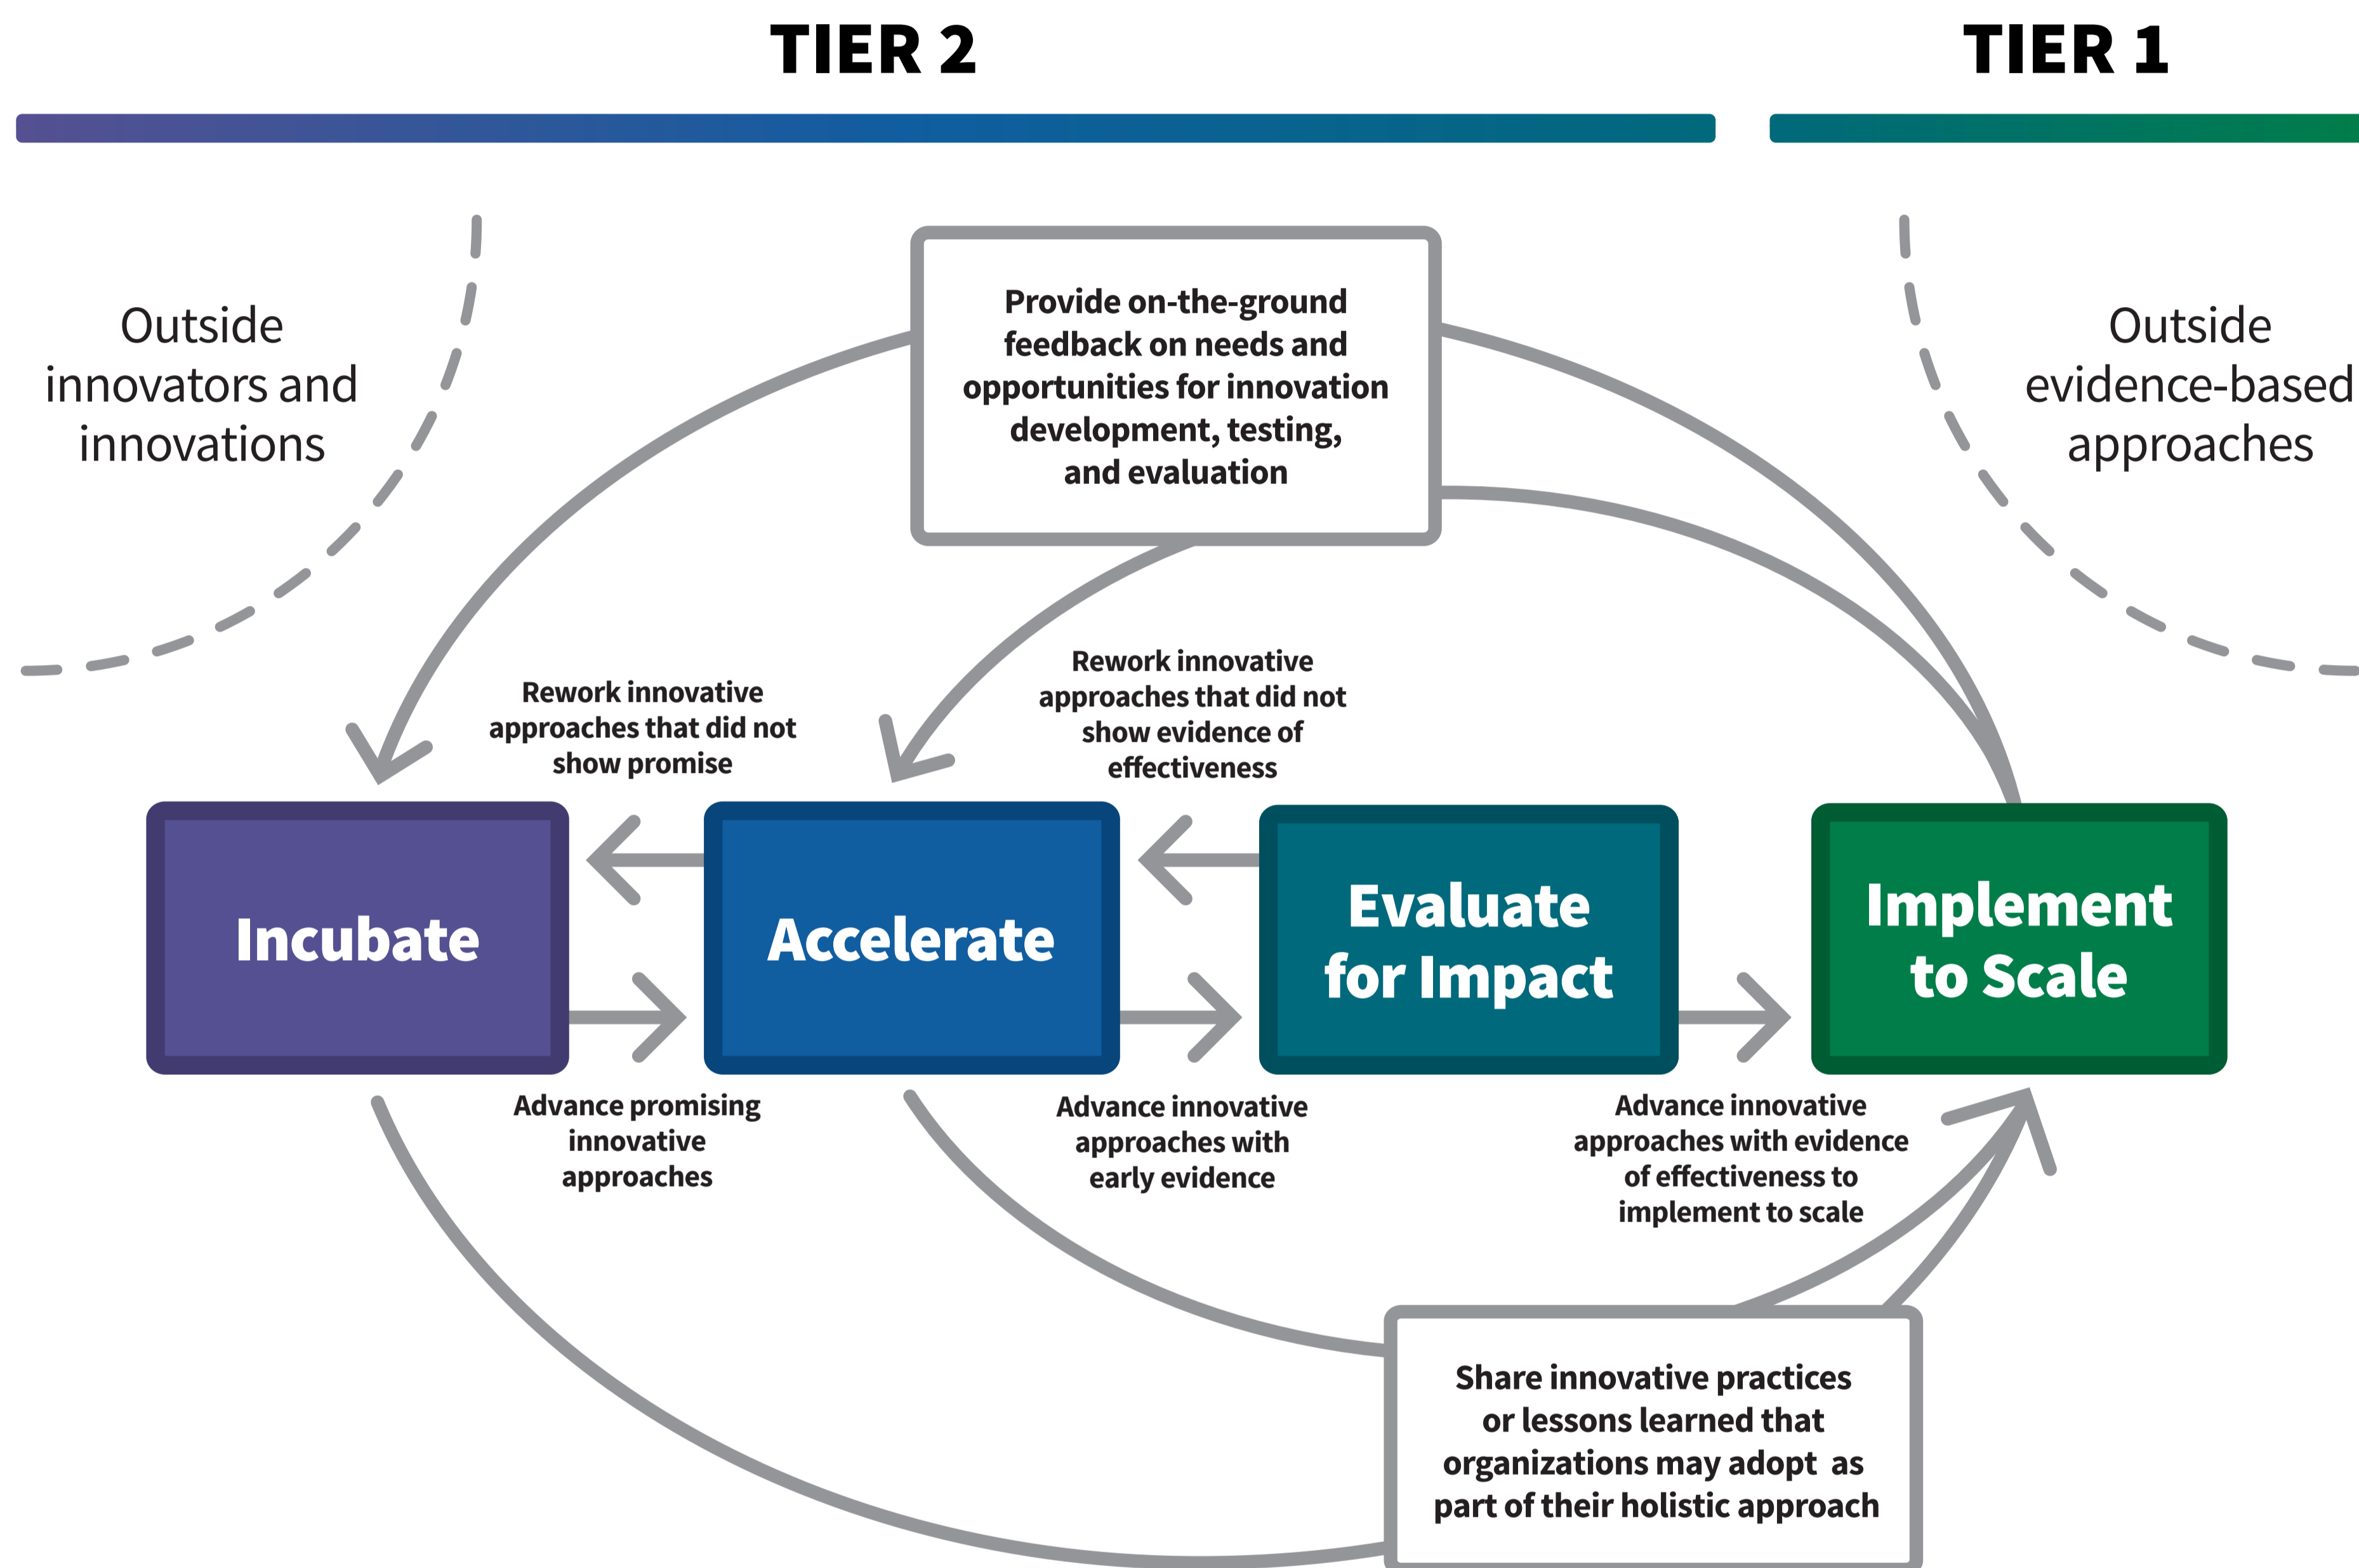 TIER 2
TIER 1
Outside
innovators and
innovations
Provide on-the-ground
feedback on needs and
opportunities for innovation
development, testing,
and evaluation
Outside
evidence-based
approaches
Rework innovative
approaches that did not
show promise
Rework innovative
approaches that did not
show evidence of
effectiveness
Incubate
Accelerate
Evaluate
for Impact
Implement
to Scale
Advance promising
innovative
approaches
Advance innovative
approaches with
early evidence
Advance innovative
approaches with evidence
of effectiveness to
implement to scale
Share innovative practices
or lessons learned that
organizations may adopt as
part of their holistic approach